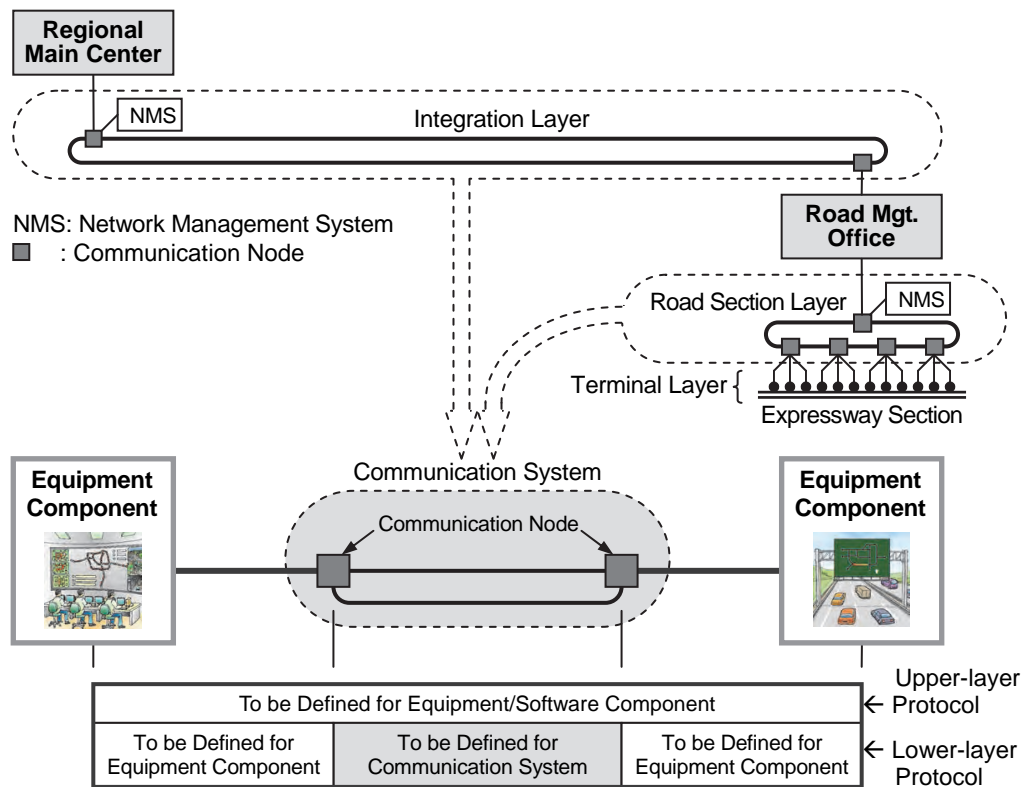 Regional
Main Center
NMS
Integration Layer
NMS: Network Management System
: Communication Node
Road Mgt.
Office
Road Section Layer
NMS
Terminal Layer {
Expressway Section
Equipment
Component
Communication System
Communication Node
Equipment
Component
Upper-layer
← Protocol
To be Defined for Equipment/Software Component
To be Defined for
Equipment Component
To be Defined for
Communication System
To be Defined for
Equipment Component
← Lower-layer
Protocol